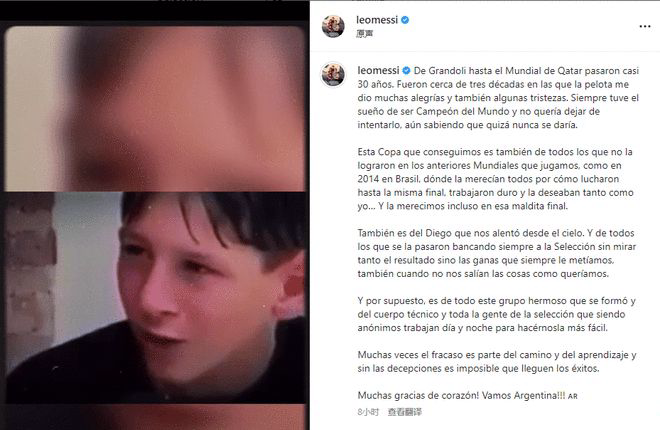 leomessi
原声
leomessi De Grandoli hasta el Mundial de Qatar pasaron casi
30 años. Fueron cerca de tres décadas en las que la pelota me
dio muchas alegrías y también algunas tristezas. Siempre tuve el
sueño de ser Campeón del Mundo y no quería dejar de
intentarlo, aún sabiendo que quizá nunca se daría.
Esta Copa que conseguimos es también de todos los que no la
lograron en los anteriores Mundiales que jugamos, como en
2014 en Brasil, dónde la merecían todos por cómo lucharon
hasta la misma final, trabajaron duro y la deseaban tanto como
yo... Y la merecimos incluso en esa maldita final.
También es del Diego que nos alentó desde el cielo. Y de todos
los que se la pasaron bancando siempre a la Selección sin mirar
tanto el resultado sino las ganas que siempre le metíamos,
también cuando no nos salían las cosas como queríamos.
Y por supuesto, es de todo este grupo hermoso que se formó y
del cuerpo técnico y toda la gente de la selección que siendo
anónimos trabajan día y noche para hacérnosla más fácil.
Muchas veces el fracaso es parte del camino y del aprendizaje y
sin las decepciones es imposible que lleguen los éxitos.
Muchas gracias de corazón! Vamos Argentina!!! AR
8小时 查看翻译